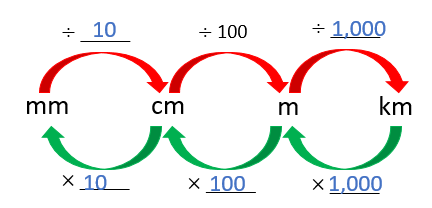 ÷ 10 ÷ 100 ÷ 1,000
mm cm m km
× 10 × 100 × 1,000